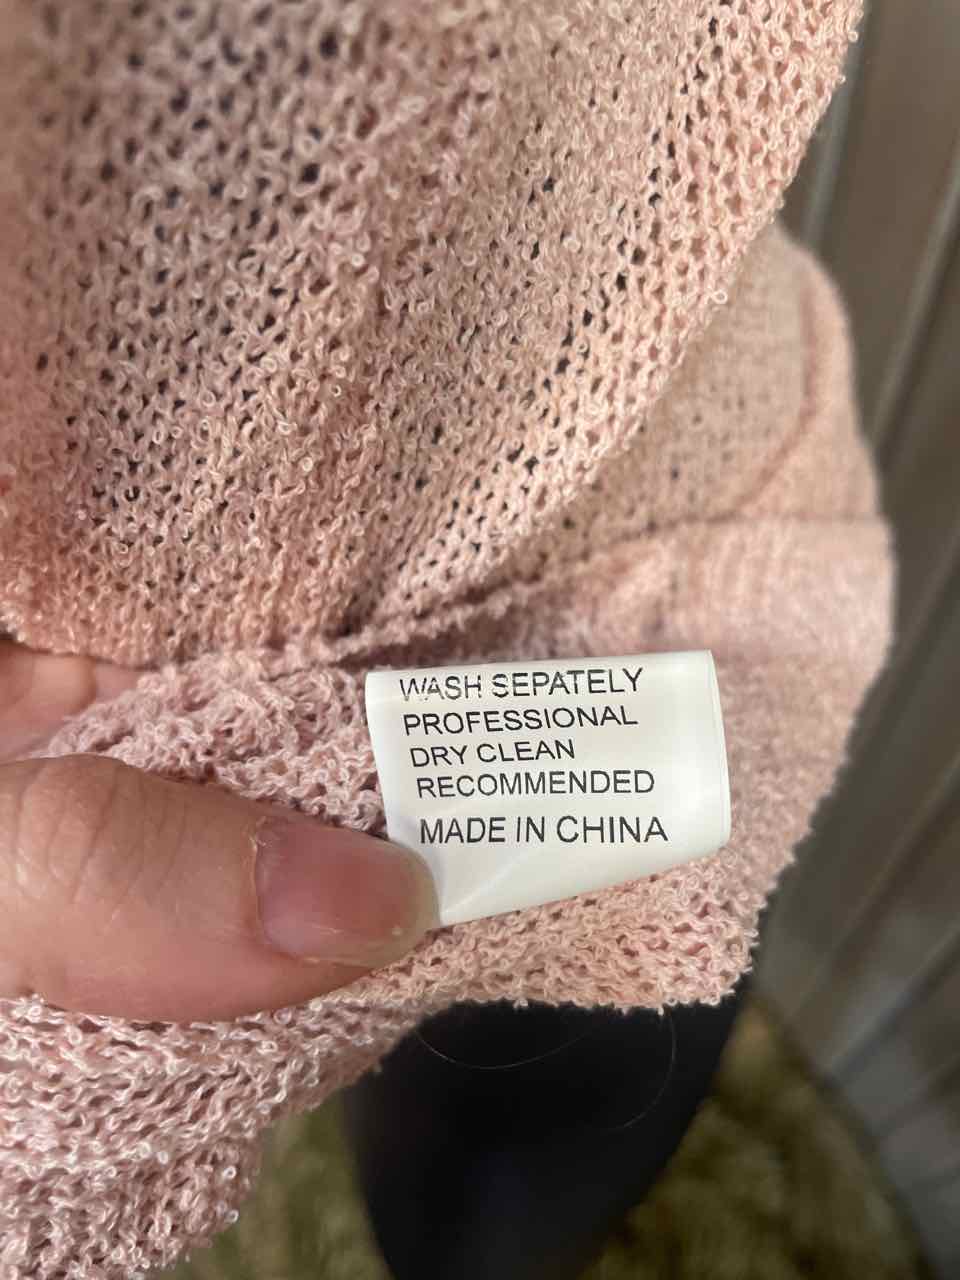 WASH SEPATELY
PROFESSIONAL
DRY CLEAN
RECOMMENDED
MADE IN CHINA